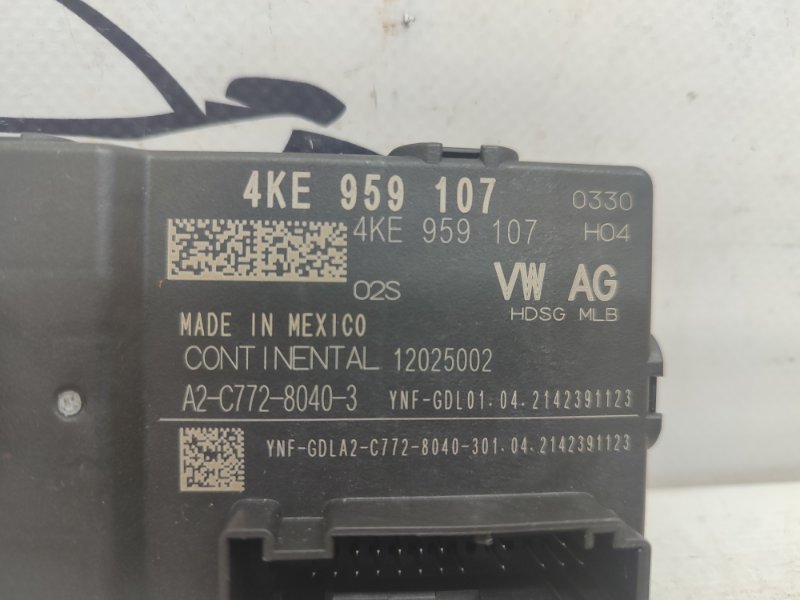 4KE 959 107 0330
4KE 959 107 H04
02S VW AG
HDSG MLB
MADE IN MEXICO
CONTINENTAL 12025002
A2-C772-8040-3 YNF-GDL01.04.2142391123
YNF-GDLA2-C772-8040-301.04.2142391123